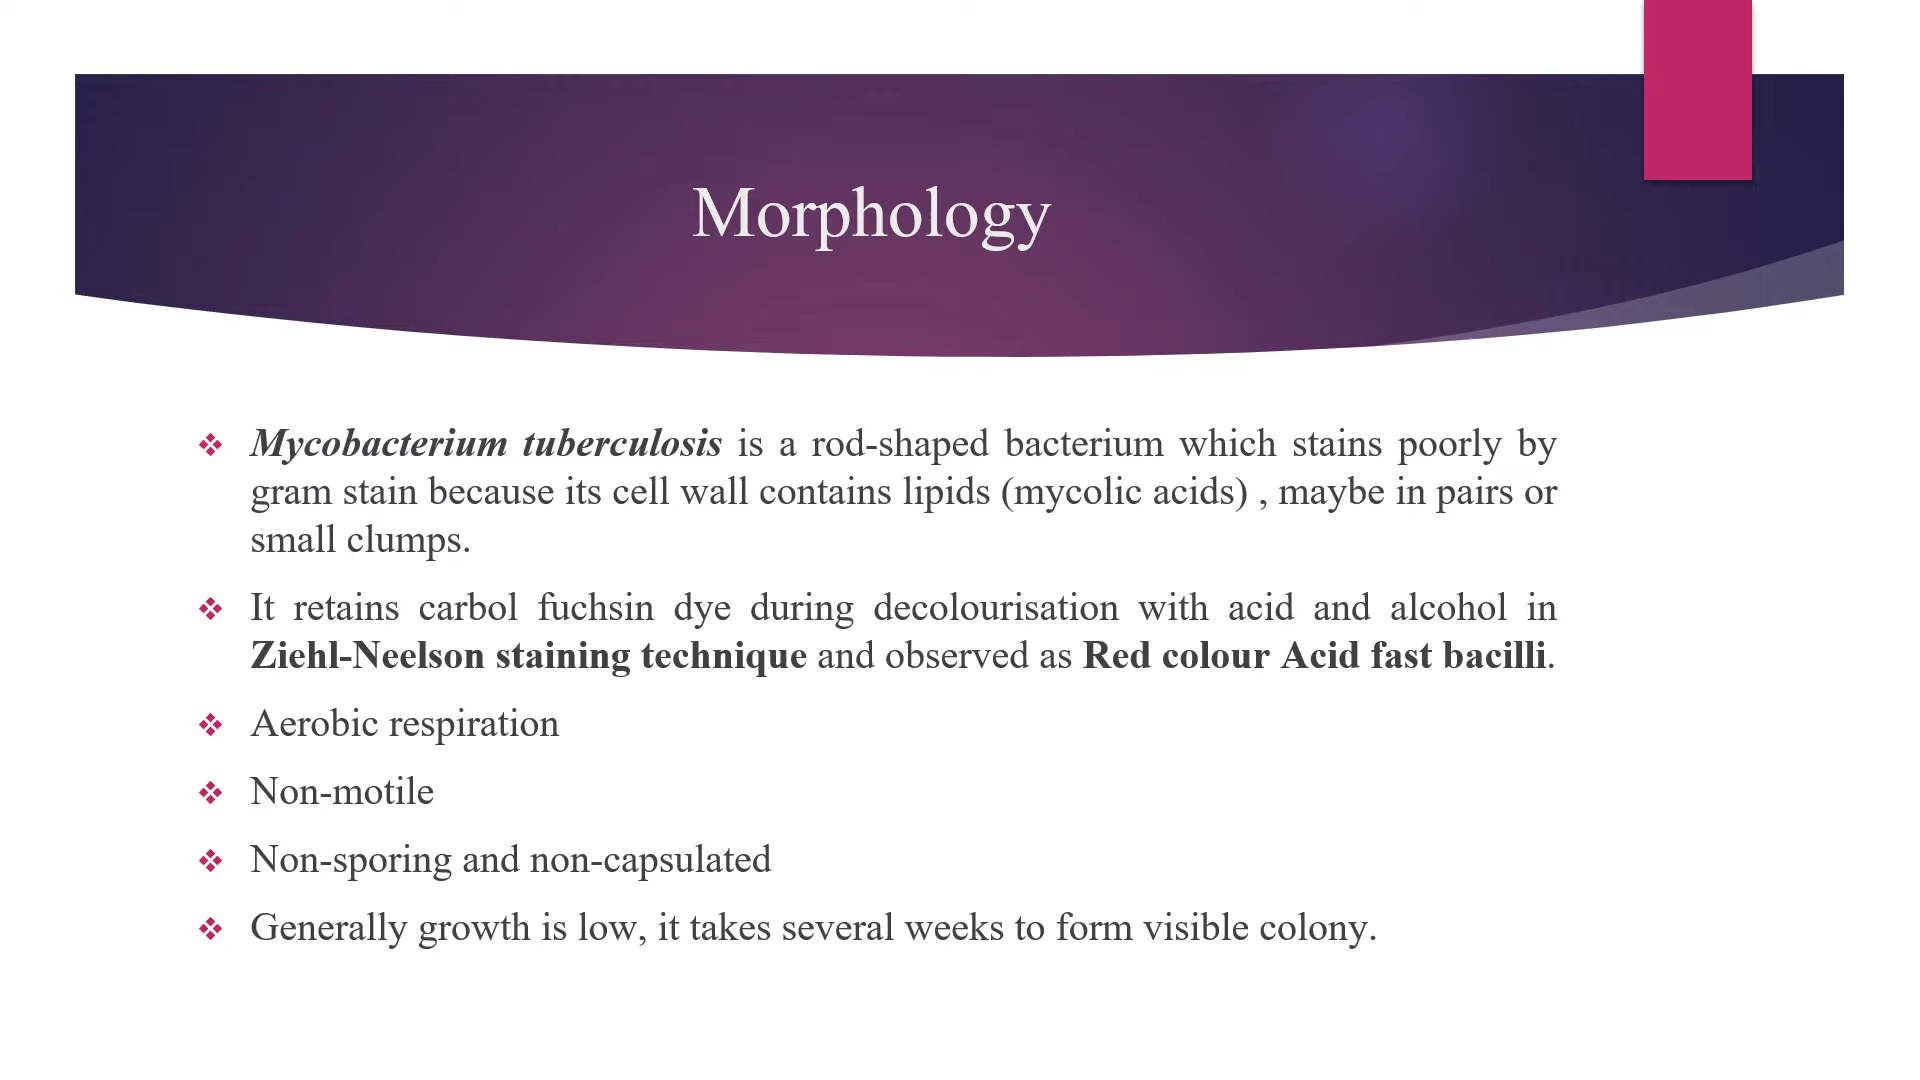 Morphology
Mycobacterium tuberculosis is a rod-shaped bacterium which stains poorly by
gram stain because its cell wall contains lipids (mycolic acids) , maybe in pairs or
small clumps.
It retains carbol fuchsin dye during decolourisation with acid and alcohol in
Ziehl-Neelson staining technique and observed as Red colour Acid fast bacilli.
Aerobic respiration
Non-motile
Non-sporing and non-capsulated
Generally growth is low, it takes several weeks to form visible colony.